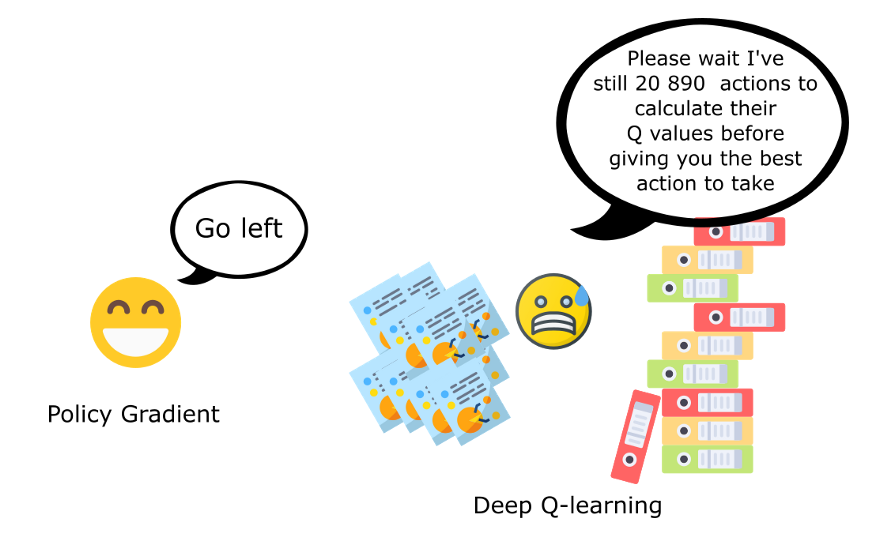 Please wait I've
still 20 890 actions to
calculate their
Q values before
giving you the best
action to take
Go left
Policy Gradient
Deep Q-learning